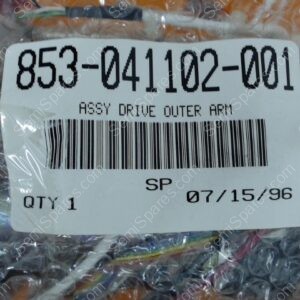 853-041102-001
ASSY DRIVE OUTER ARM
SP
QTY 1 07/15/96